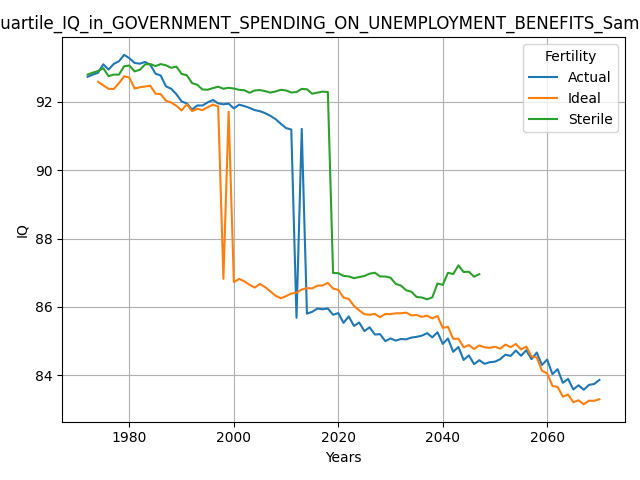 uartile_IQ_in_GOVERNMENT_SPENDING_ON_UNEMPLOYMENT_BENEFITS_Sam
Fertility
Actual
Ideal
Sterile
IQ
92
90
88
86
84
1980
2000
2020
2040
2060
Years